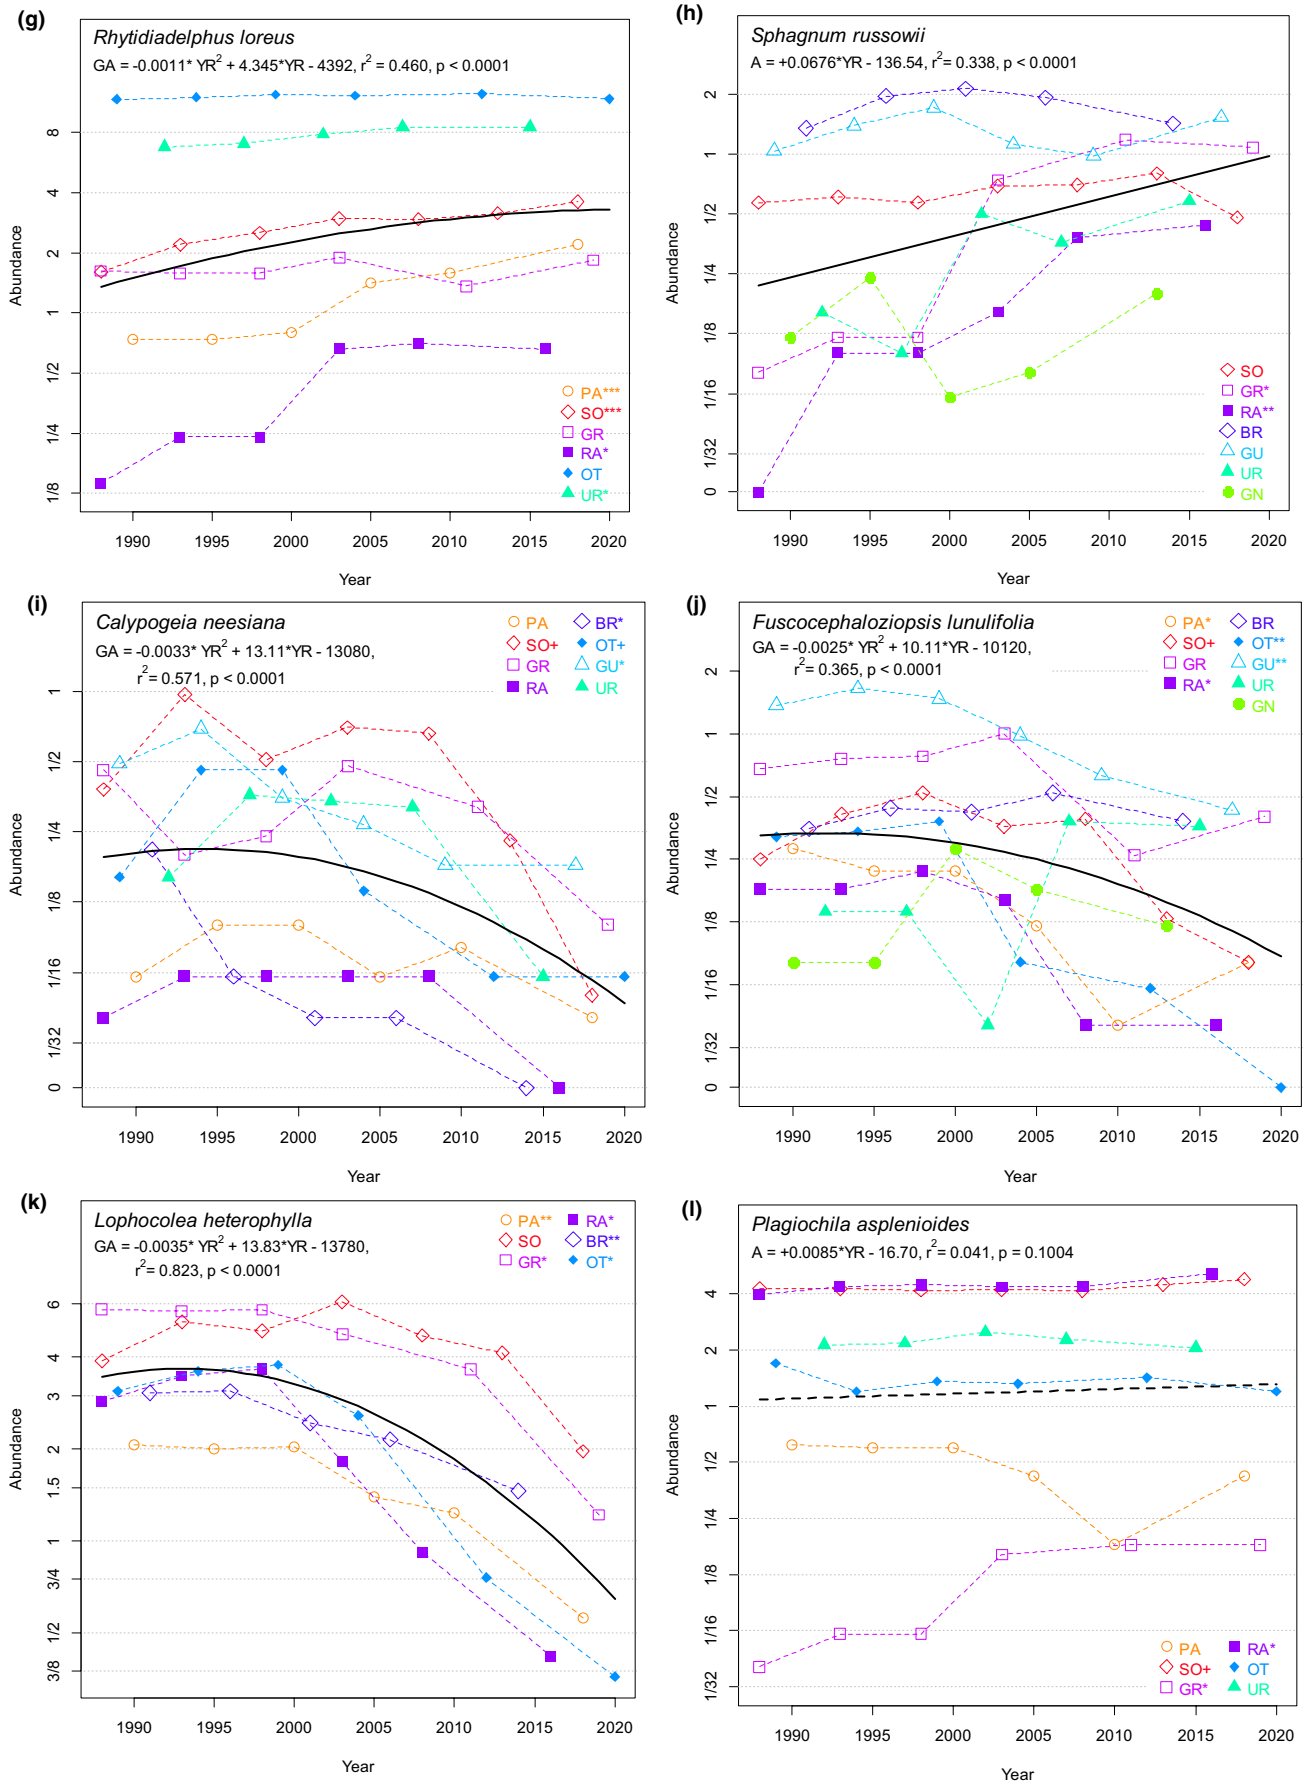 (g)
Rhytidiadelphus loreus
GA = -0.0011* YR² + 4.345*YR - 4392, r² = 0.460, p < 0.0001
Abundance
8
4
2
1
1/2
1/4
1/8
PA***
SO***
GR
RA*
OT
UR*
1990 1995 2000 2005 2010 2015 2020
Year
(h)
Sphagnum russowii
A = +0.0676*YR - 136.54, r² = 0.338, p < 0.0001
Abundance
2
1
1/2
1/4
1/8
1/16
1/32
0
SO
GR*
RA**
BR
GU
UR
GN
1990 1995 2000 2005 2010 2015 2020
Year
(i)
Calypogeia neesiana
GA = -0.0033* YR² + 13.11*YR - 13080,
r² = 0.571, p < 0.0001
PA BR*
SO+ OT+
GR GU*
RA UR
Abundance
1
1/2
1/4
1/8
1/16
1/32
0
1990 1995 2000 2005 2010 2015 2020
Year
(j)
Fuscocephaloziopsis lunulifolia
GA = -0.0025* YR² + 10.11*YR - 10120,
r² = 0.365, p < 0.0001
PA* BR
SO+ OT**
GR GU**
RA* UR
GN
Abundance
2
1
1/2
1/4
1/8
1/16
1/32
0
1990 1995 2000 2005 2010 2015 2020
Year
(k)
Lophocolea heterophylla
GA = -0.0035* YR² + 13.83*YR - 13780,
r² = 0.823, p < 0.0001
PA** RA*
SO BR**
GR* OT*
Abundance
6
4
3
2
1.5
1
3/4
1/2
3/8
1990 1995 2000 2005 2010 2015 2020
Year
(l)
Plagiochila asplenioides
A = +0.0085*YR - 16.70, r² = 0.041, p = 0.1004
Abundance
4
2
1
1/2
1/4
1/8
1/16
1/32
PA RA*
SO+ OT
GR* UR
1990 1995 2000 2005 2010 2015 2020
Year